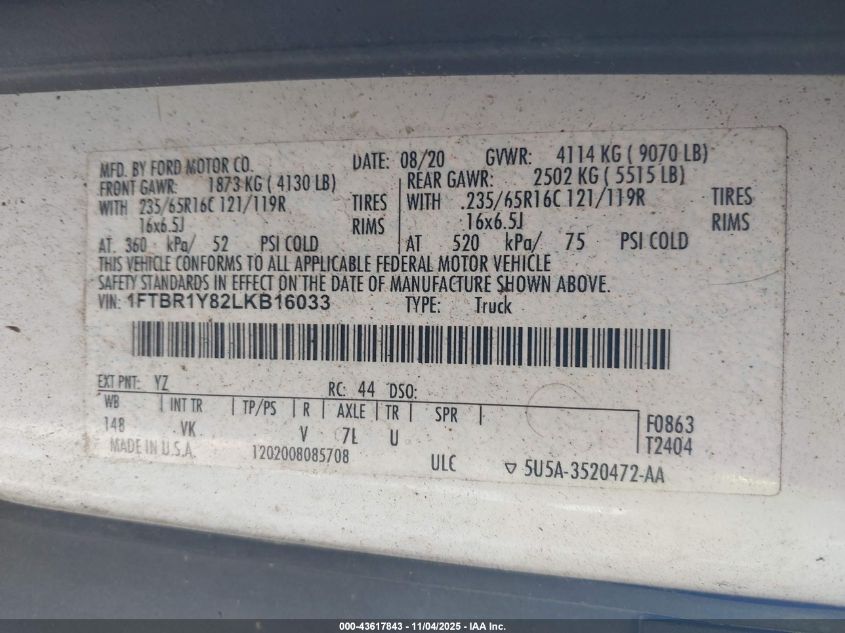 MFD. BY FORD MOTOR CO. DATE: 08/20 GVWR: 4114 KG ( 9070 LB)
FRONT GAWR: 1873 KG ( 4130 LB) REAR GAWR: 2502 KG ( 5515 LB)
WITH 235/65R16C 121/119R TIRES WITH .235/65R16C 121/119R TIRES
16x6.5J RIMS 16x6.5J RIMS
AT 360 kPa/ 52 PSI COLD AT 520 kPa/ 75 PSI COLD
THIS VEHICLE CONFORMS TO ALL APPLICABLE FEDERAL MOTOR VEHICLE
SAFETY STANDARDS IN EFFECT ON THE DATE OF MANUFACTURE SHOWN ABOVE.
VIN: 1FTBR1Y82LKB16033 TYPE: Truck
EXT PNT: YZ RC: 44 DSO:
WB INT TR TP/PS R AXLE TR SPR F0863
148 VK V 7L U T2404
MADE IN U.S.A. 1202008085708 ULC ▽ 5U5A-3520472-AA
000-43617843 - 11/04/2025 - IAA Inc.